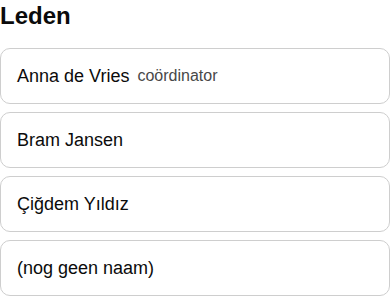 Leden
Anna de Vries coördinator
Bram Jansen
Çiğdem Yıldız
(nog geen naam)